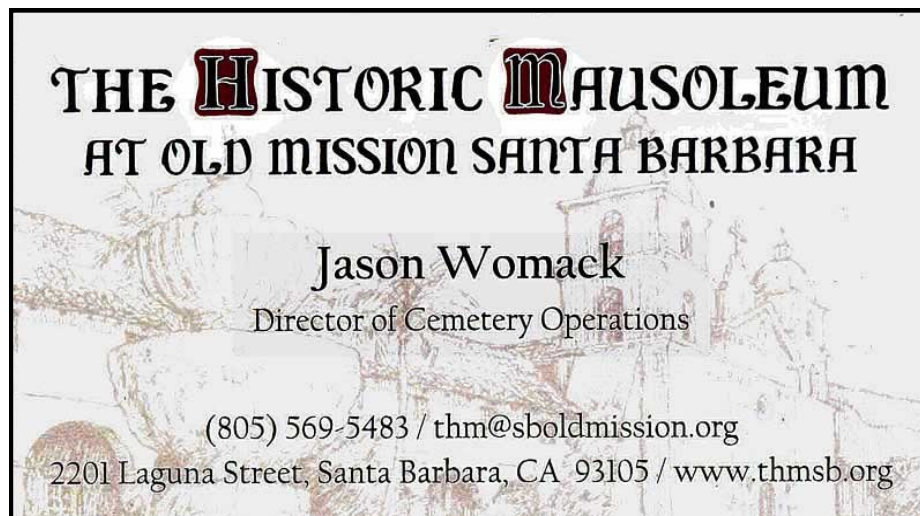 THE HISTORIC MAUSOLEUM
AT OLD MISSION SANTA BARBARA
Jason Womack
Director of Cemetery Operations
(805) 569-5483 / thm@sboldmission.org
2201 Laguna Street, Santa Barbara, CA 93105 / www.thmsb.org